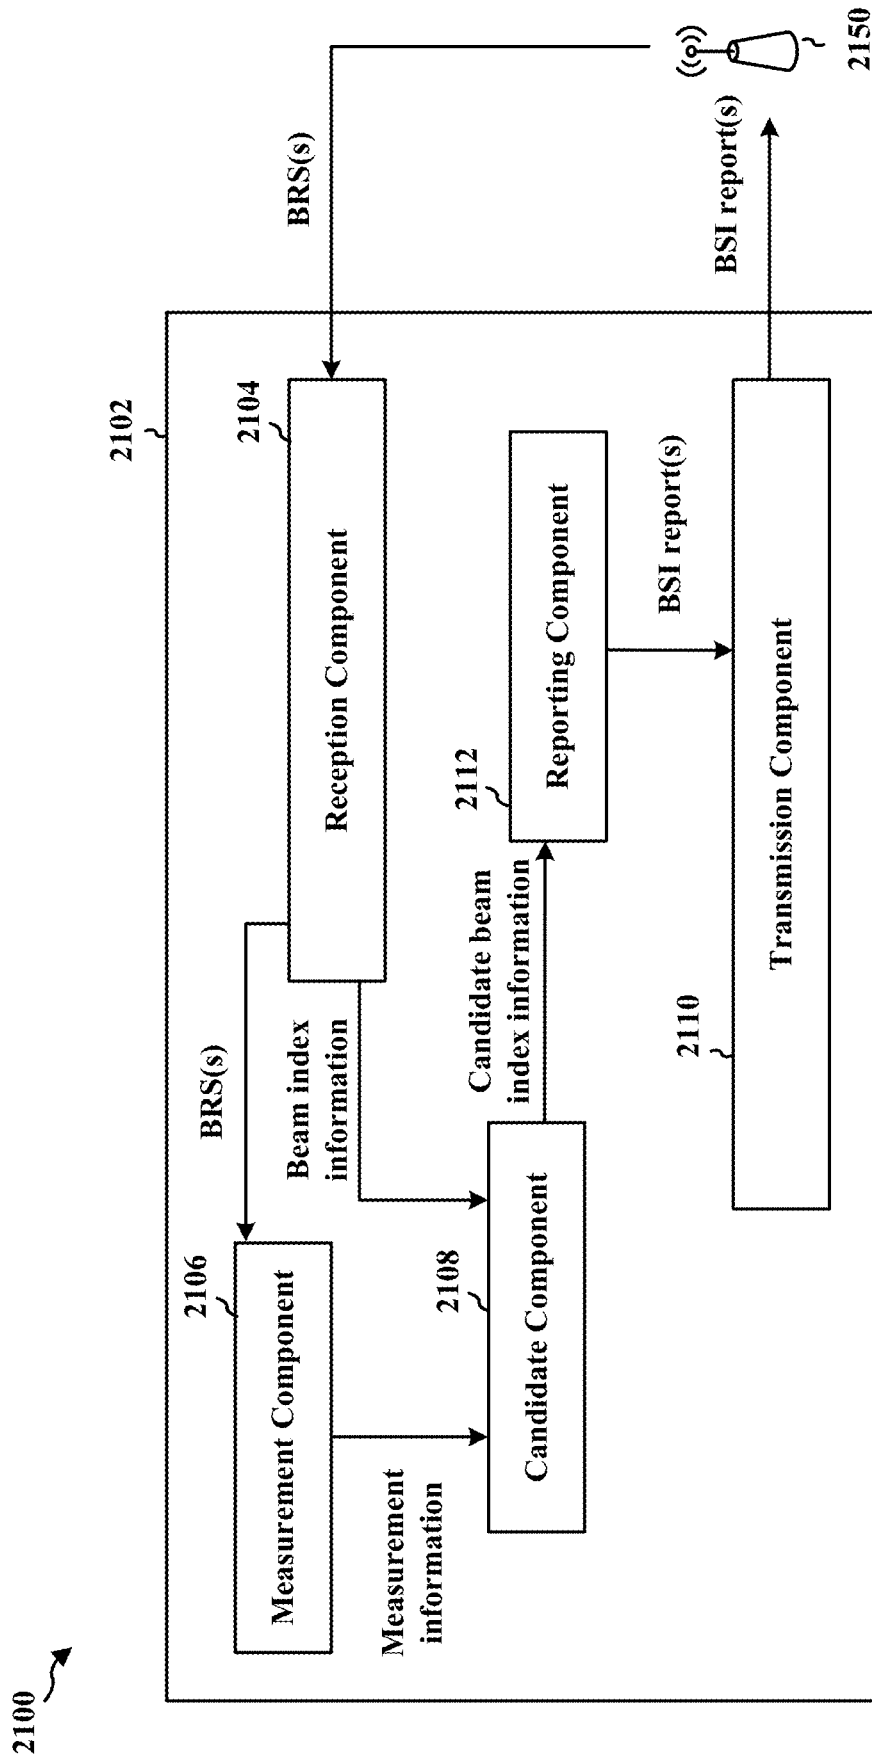 2100
2102
BRS(s)
2106
Measurement Component
BRS(s)
2104
Reception Component
Measurement
information
Beam index
information
2108
Candidate Component
Candidate beam
index information
2112
Reporting Component
BSI report(s)
2110
Transmission Component
BSI report(s)
2150